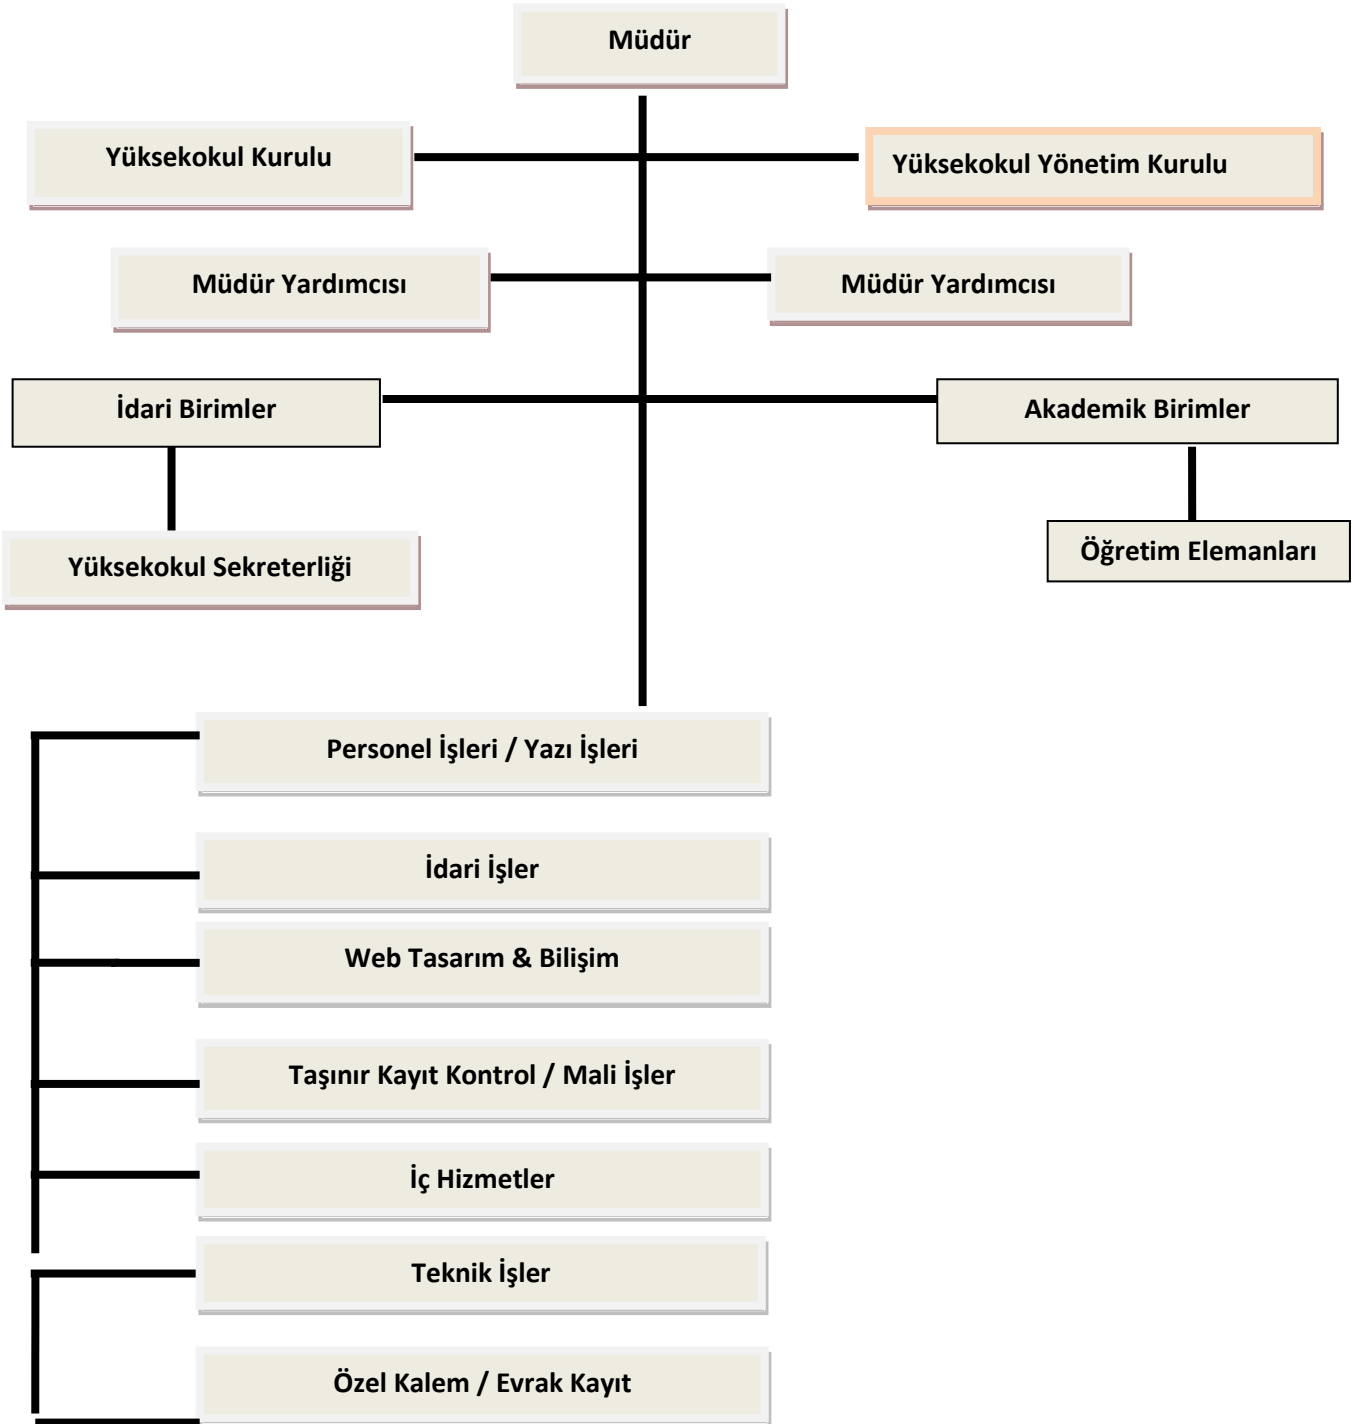 Müdür
Yüksekokul Kurulu
Yüksekokul Yönetim Kurulu
Müdür Yardımcısı
Müdür Yardımcısı
İdari Birimler
Akademik Birimler
Yüksekokul Sekreterliği
Öğretim Elemanları
Personel İşleri / Yazı İşleri
İdari İşler
Web Tasarım & Bilişim
Taşınır Kayıt Kontrol / Mali İşler
İç Hizmetler
Teknik İşler
Özel Kalem / Evrak Kayıt